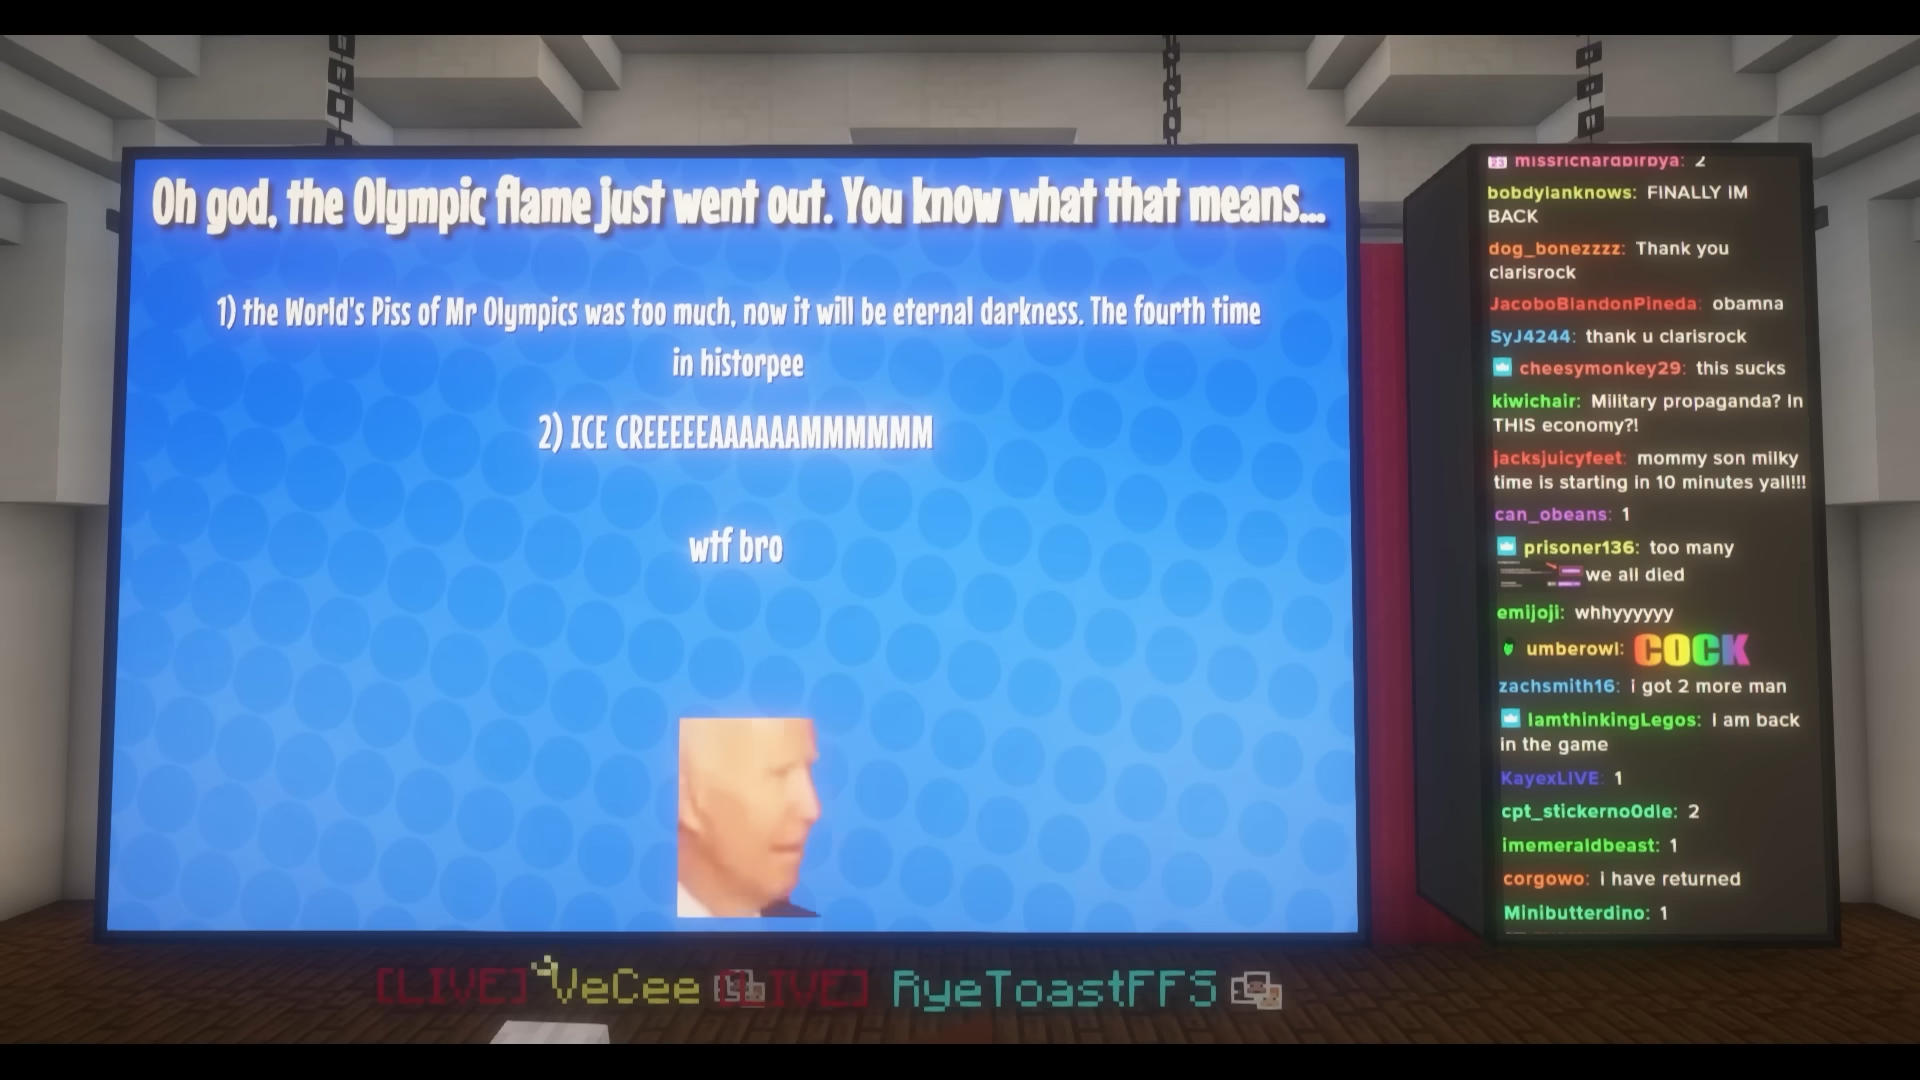 Oh god, the Olympic flame just went out. You know what that means...
1) the World's Piss of Mr Olympics was too much, now it will be eternal darkness. The fourth time
in historpee
2) ICE CREEEEEAAAAAAMMMMMM
wtf bro
missrichardbirbya: 2
bobdylanknows: FINALLY IM
BACK
dog_bonezzzz: Thank you
clarisrock
JacoboBlandonPineda: obamna
SyJ4244: thank u clarisrock
cheesymonkey29: this sucks
kiwichair: Military propaganda? In
THIS economy?!
jacksjuicyfeet: mommy son milky
time is starting in 10 minutes yall!!!
can_obeans: 1
prisoner136: too many
we all died
emijoji: whhyyyyyy
umberowl: COCK
zachsmith16: i got 2 more man
IamthinkingLegos: I am back
in the game
KayexLIVE: 1
cpt_stickerno0dle: 2
imemeraldbeast: 1
corgowo: i have returned
Minibutterdino: 1
[LIVE] VeCee [LIVE] RyeToastFFS